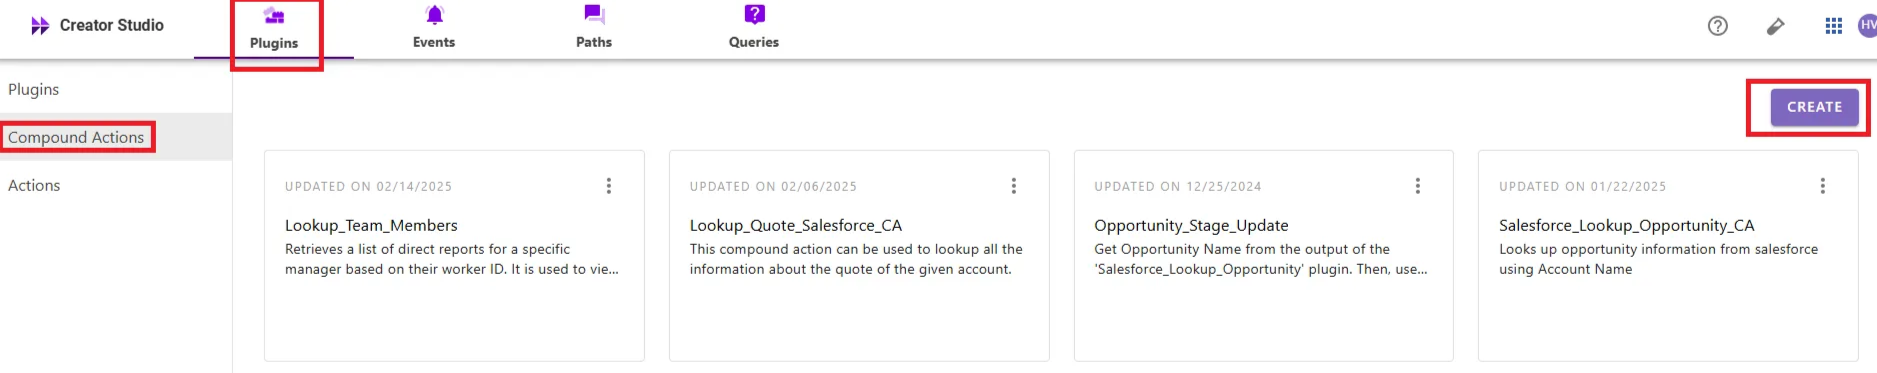 Creator Studio
Plugins
Events
Paths
Queries
HV
Plugins
Compound Actions
Actions
CREATE
UPDATED ON 02/14/2025
Lookup_Team_Members
Retrieves a list of direct reports for a specific
manager based on their worker ID. It is used to vie...
UPDATED ON 02/06/2025
Lookup_Quote_Salesforce_CA
This compound action can be used to lookup all the
information about the quote of the given account.
UPDATED ON 12/25/2024
Opportunity_Stage_Update
Get Opportunity Name from the output of the
'Salesforce_Lookup_Opportunity' plugin. Then, use...
UPDATED ON 01/22/2025
Salesforce_Lookup_Opportunity_CA
Looks up opportunity information from salesforce
using Account Name